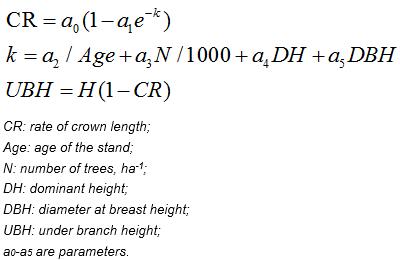 CR = a₀(1−a₁e⁻ᵏ)
k = a₂ / Age + a₃N / 1000 + a₄DH + a₅DBH
UBH = H(1−CR)
CR: rate of crown length;
Age: age of the stand;
N: number of trees, ha⁻¹;
DH: dominant height;
DBH: diameter at breast height;
UBH: under branch height;
a0-a5 are parameters.